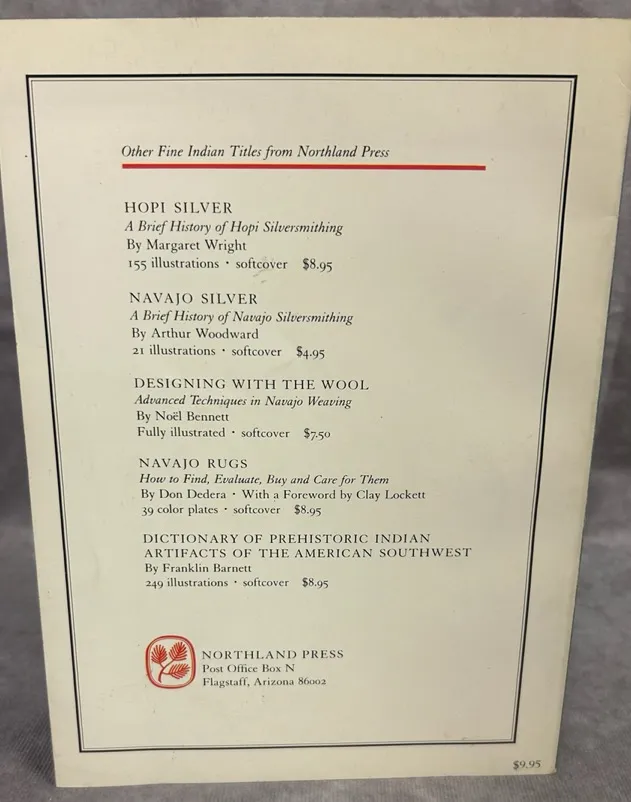 Other Fine Indian Titles from Northland Press
HOPI SILVER
A Brief History of Hopi Silversmithing
By Margaret Wright
155 illustrations · softcover $8.95
NAVAJO SILVER
A Brief History of Navajo Silversmithing
By Arthur Woodward
21 illustrations · softcover $4.95
DESIGNING WITH THE WOOL
Advanced Techniques in Navajo Weaving
By Noël Bennett
Fully illustrated · softcover $7.50
NAVAJO RUGS
How to Find, Evaluate, Buy and Care for Them
By Don Dedera · With a Foreword by Clay Lockett
39 color plates · softcover $8.95
DICTIONARY OF PREHISTORIC INDIAN
ARTIFACTS OF THE AMERICAN SOUTHWEST
By Franklin Barnett
249 illustrations · softcover $8.95
NORTHLAND PRESS
Post Office Box N
Flagstaff, Arizona 86002
$9.95